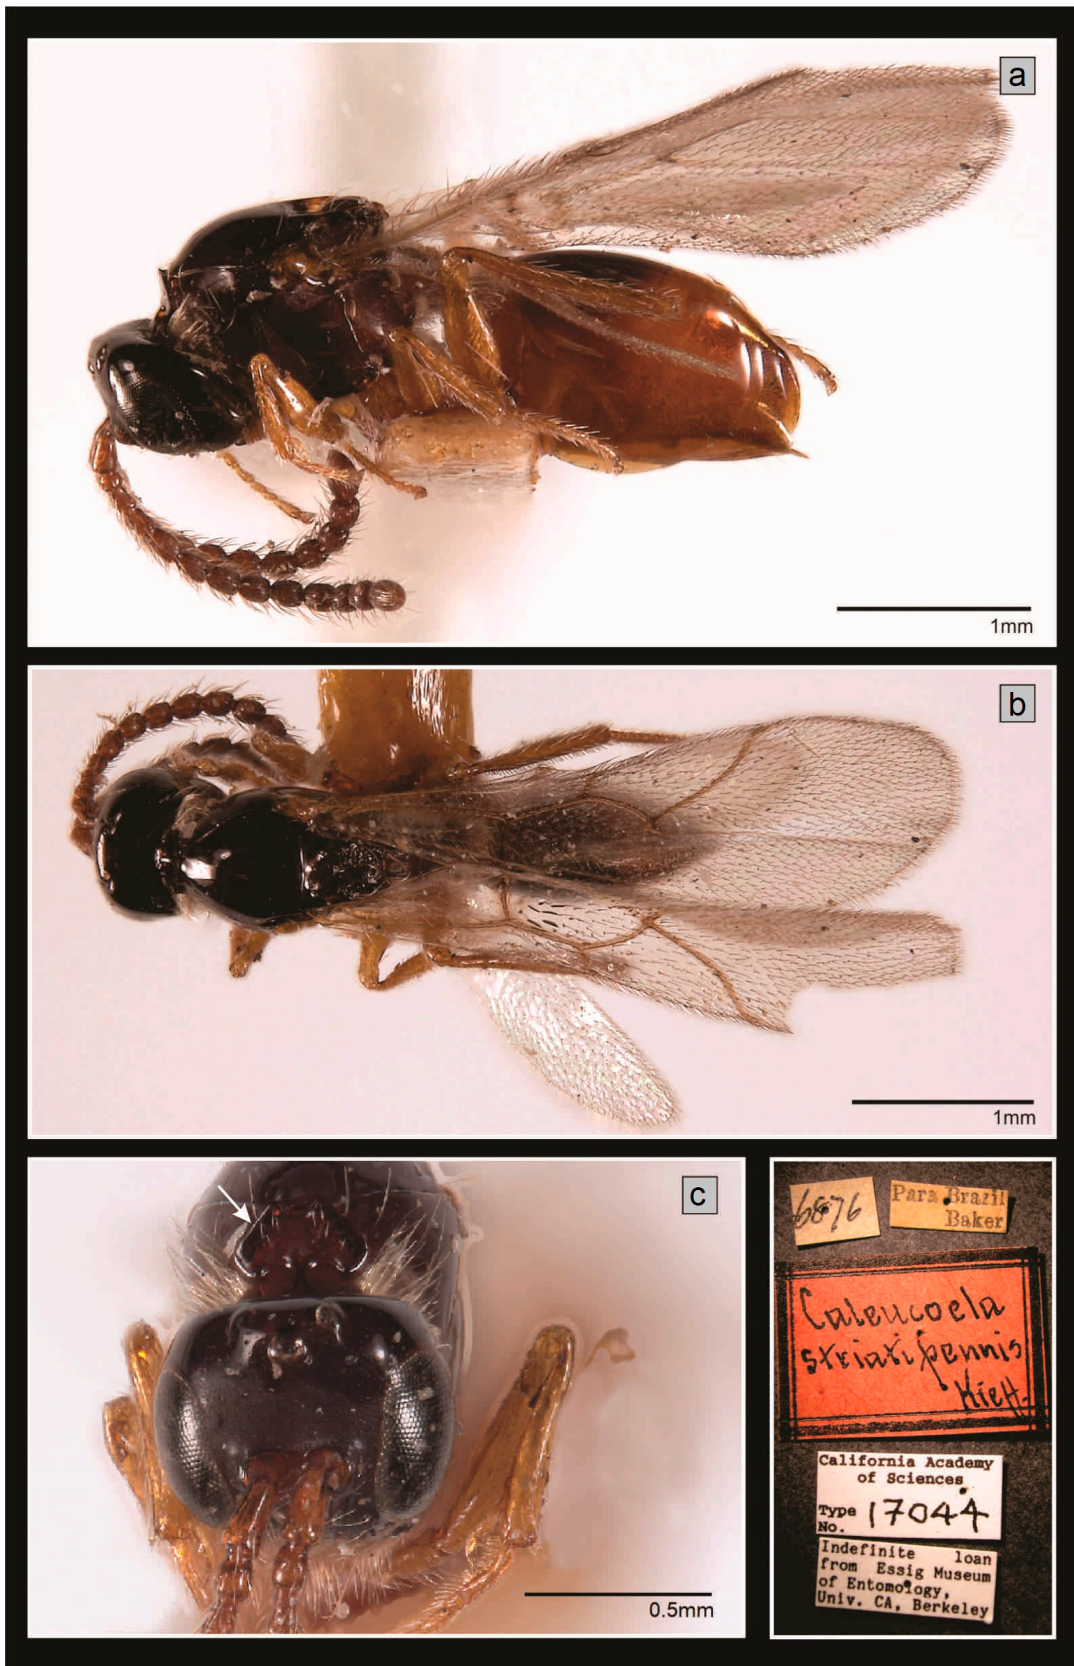 a
1mm
b
1mm
c
0.5mm
6876
Para Brazil
Baker
Caleucoela
striatipennis
Kieff.
California Academy
of Sciences
Type
No. 17044
Indefinite loan
from Essig Museum
of Entomology,
Univ. CA, Berkeley